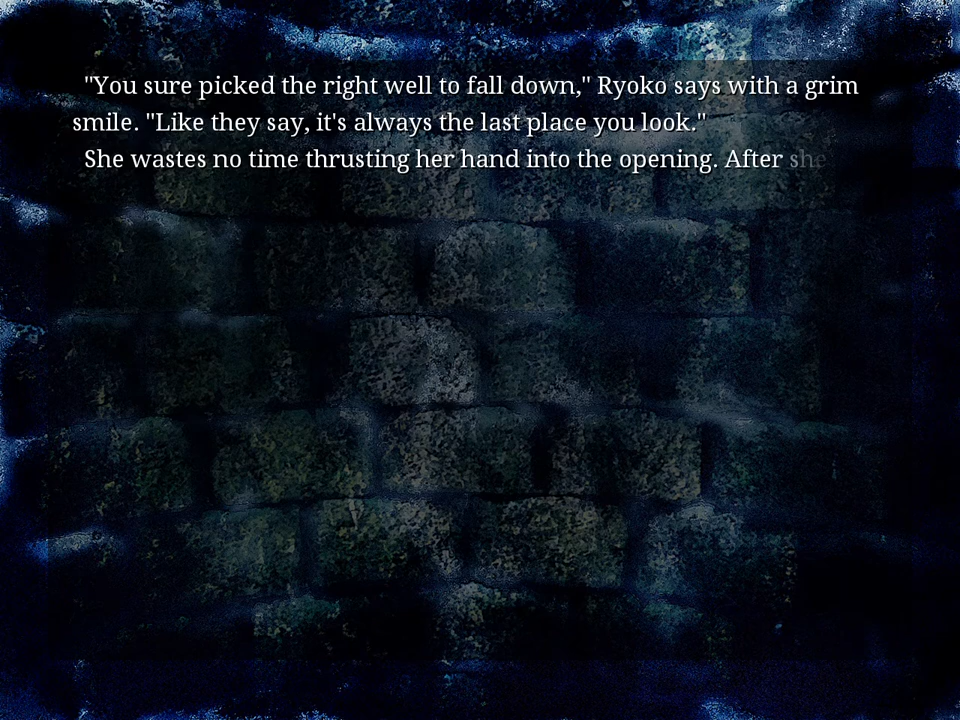 "You sure picked the right well to fall down," Ryoko says with a grim
smile. "Like they say, it's always the last place you look."
She wastes no time thrusting her hand into the opening. After she